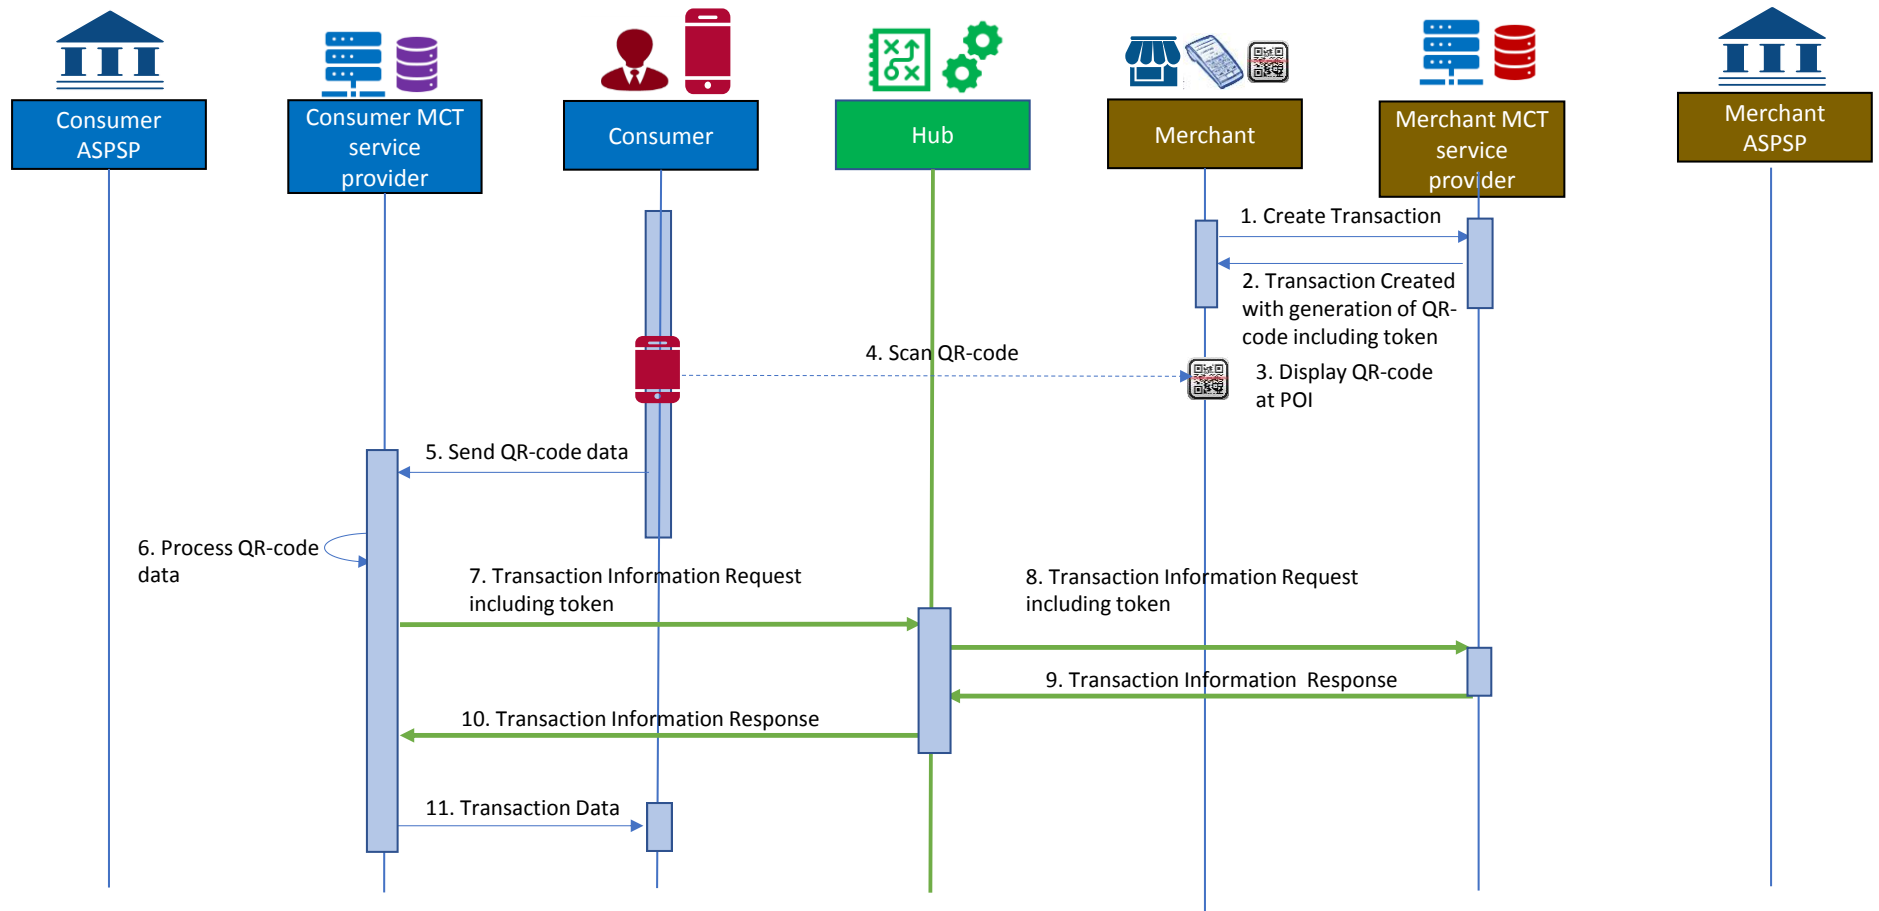 Consumer
ASPSP
Consumer MCT
service
provider
Consumer
Hub
Merchant
Merchant MCT
service
provider
Merchant
ASPSP
1. Create Transaction
2. Transaction Created
with generation of QR-
code including token
4. Scan QR-code
3. Display QR-code
at POI
5. Send QR-code data
6. Process QR-code
data
7. Transaction Information Request
including token
8. Transaction Information Request
including token
9. Transaction Information  Response
10. Transaction Information Response
11. Transaction Data